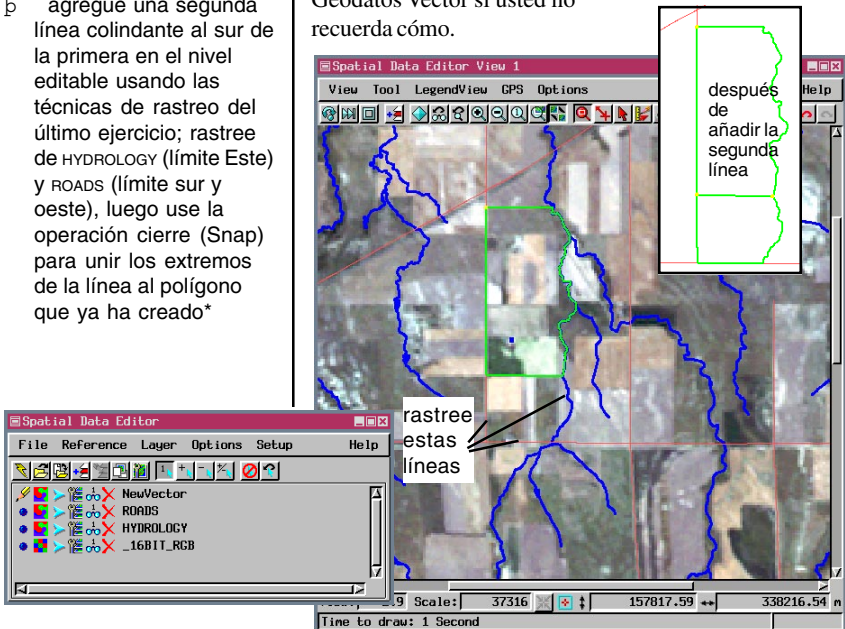 þ agregue una segunda
línea colindante al sur de
la primera en el nivel
editable usando las
técnicas de rastreo del
último ejercicio; rastree
de HYDROLOGY (límite Este)
y ROADS (límite sur y
oeste), luego use la
operación cierre (Snap)
para unir los extremos
de la línea al polígono
que ya ha creado*
Geodatos Vector si usted no
recuerda cómo.
Spatial Data Editor View 1
View Tool LegendView GPS Options Help
después
de
añadir la
segunda
línea
rastree
estas
líneas
Spatial Data Editor
File Reference Layer Options Setup Help
NewVector
ROADS
HYDROLOGY
_16BIT_RGB
.9 Scale: 37316 157817.59 338216.54 m
Time to draw: 1 Second